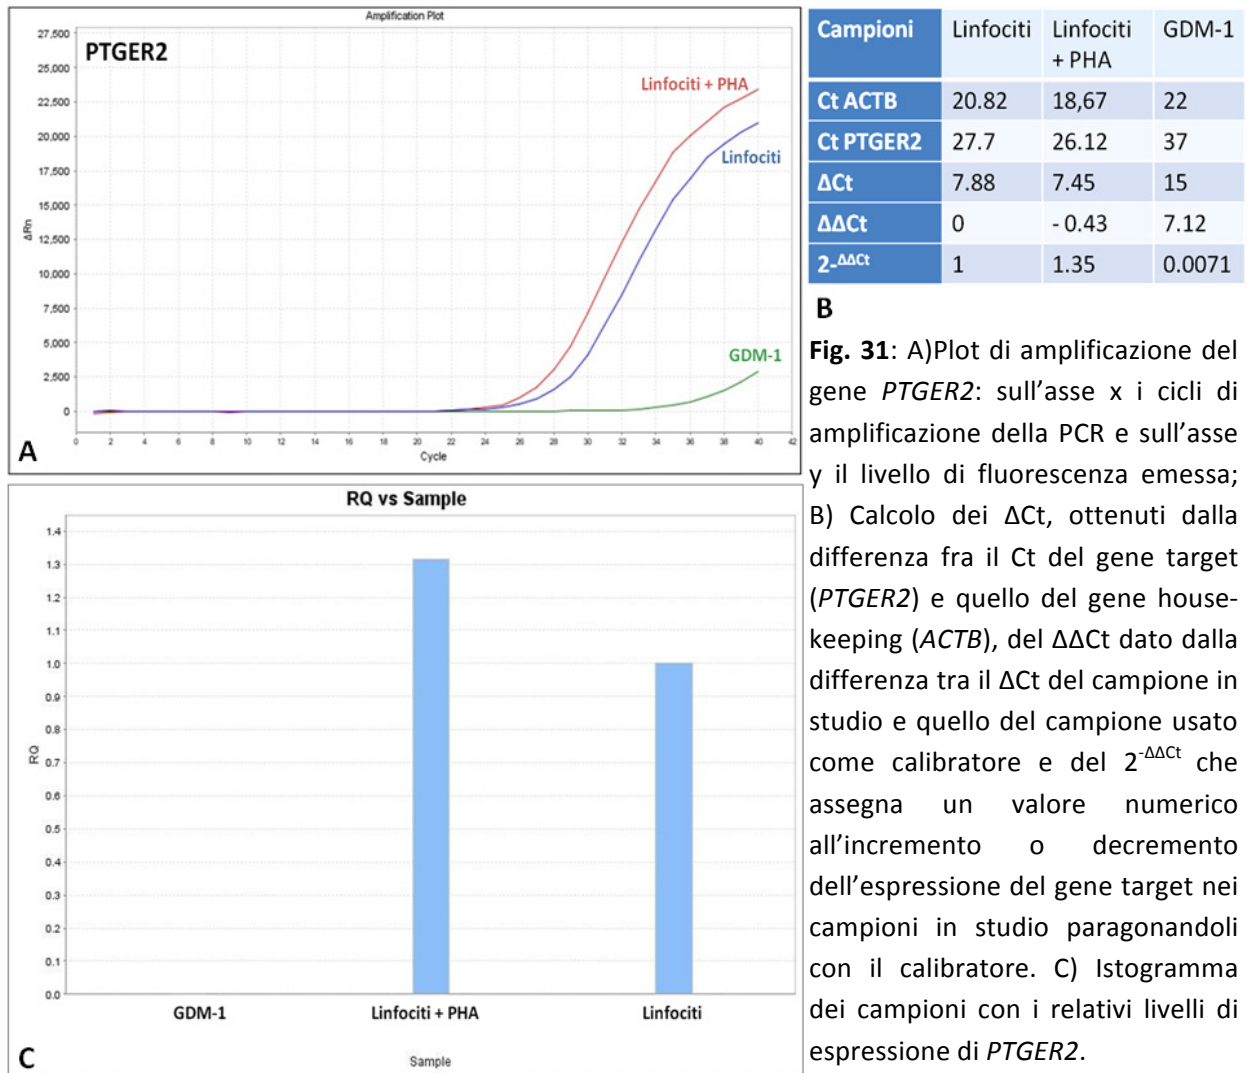 Amplification Plot
PTGER2
27,500
25,000
22,500
20,000
17,500
15,000
12,500
10,000
7,500
5,000
2,500
0
ΔRn
Linfociti + PHA
Linfociti
GDM-1
0 2 4 6 8 10 12 14 16 18 20 22 24 26 28 30 32 34 36 38 40 42
Cycle
A
Campioni Linfociti Linfociti + PHA GDM-1
Ct ACTB 20.82 18,67 22
Ct PTGER2 27.7 26.12 37
ΔCt 7.88 7.45 15
ΔΔCt 0 - 0.43 7.12
2-ΔΔCt 1 1.35 0.0071
B
Fig. 31: A)Plot di amplificazione del
gene PTGER2: sull'asse x i cicli di
amplificazione della PCR e sull'asse
y il livello di fluorescenza emessa;
B) Calcolo dei ΔCt, ottenuti dalla
differenza fra il Ct del gene target
(PTGER2) e quello del gene house-
keeping (ACTB), del ΔΔCt dato dalla
differenza tra il ΔCt del campione in
studio e quello del campione usato
come calibratore e del 2-ΔΔCt che
assegna un valore numerico
all'incremento o decremento
dell'espressione del gene target nei
campioni in studio paragonandoli
con il calibratore. C) Istogramma
dei campioni con i relativi livelli di
espressione di PTGER2.
RQ vs Sample
1.4
1.3
1.2
1.1
1.0
0.9
0.8
0.7
0.6
0.5
0.4
0.3
0.2
0.1
0.0
RQ
GDM-1 Linfociti + PHA Linfociti
Sample
C